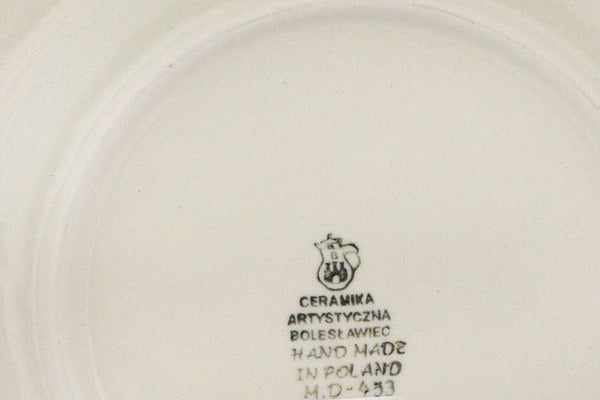 B
CERAMIKA
ARTYSTYCZNA
BOLESŁAWIEC
HAND MADE
IN POLAND
M.D-453